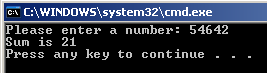 C:\WINDOWS\system32\cmd.exe
Please enter a number: 54642
Sum is 21
Press any key to continue . . .